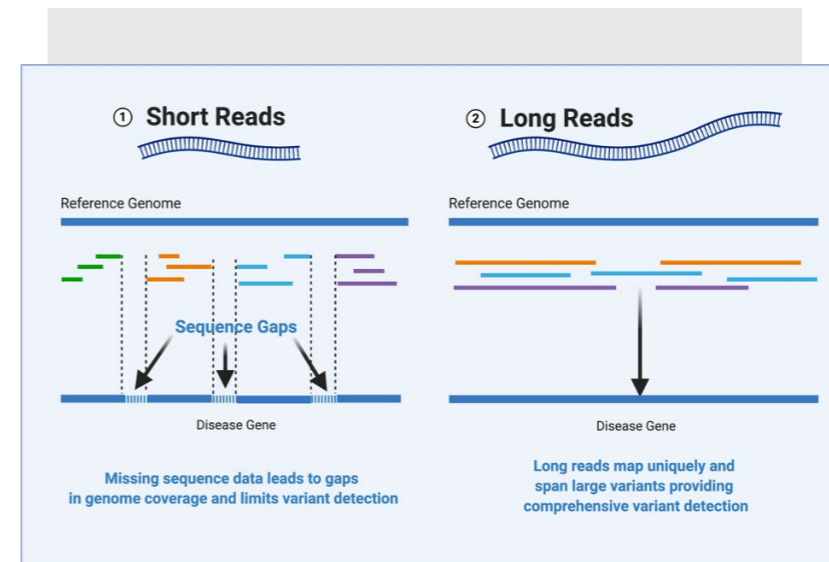 ① Short Reads
Reference Genome
Sequence Gaps
Disease Gene
Missing sequence data leads to gaps
in genome coverage and limits variant detection
② Long Reads
Reference Genome
Disease Gene
Long reads map uniquely and
span large variants providing
comprehensive variant detection